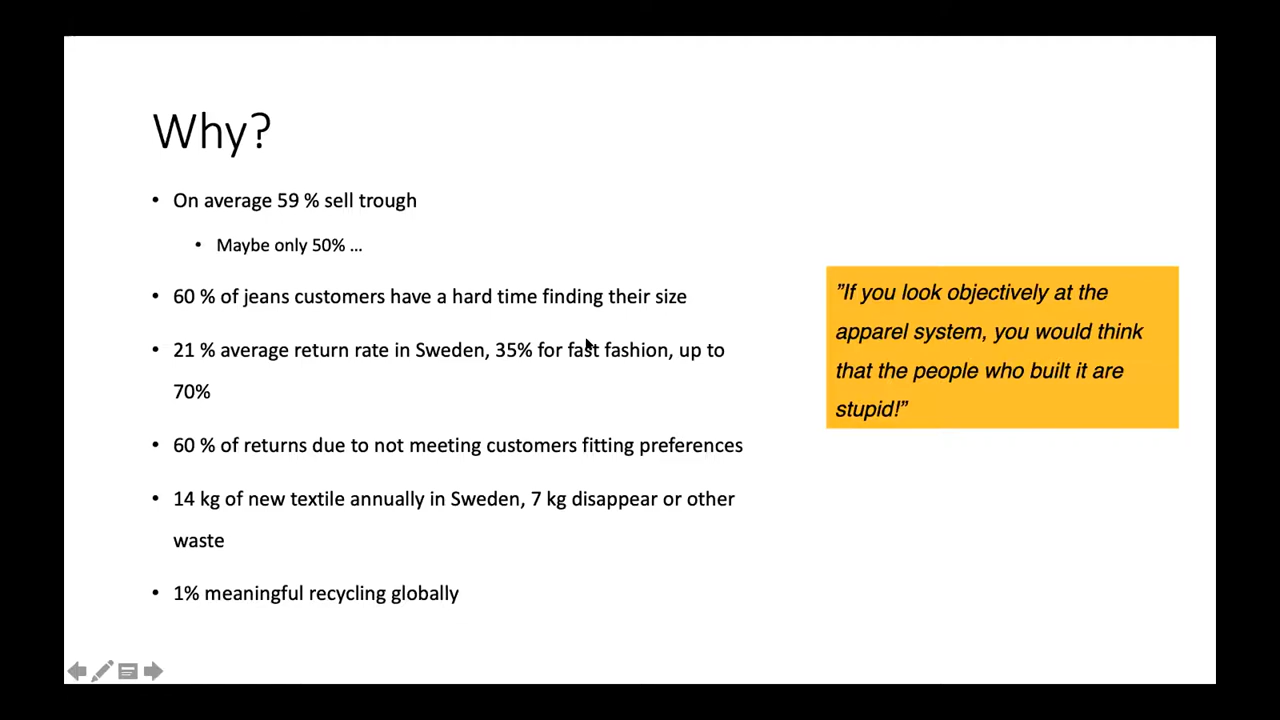 Why?
• On average 59 % sell trough
• Maybe only 50% ...
• 60 % of jeans customers have a hard time finding their size
• 21 % average return rate in Sweden, 35% for fast fashion, up to
70%
• 60 % of returns due to not meeting customers fitting preferences
• 14 kg of new textile annually in Sweden, 7 kg disappear or other
waste
• 1% meaningful recycling globally
”If you look objectively at the
apparel system, you would think
that the people who built it are
stupid!”